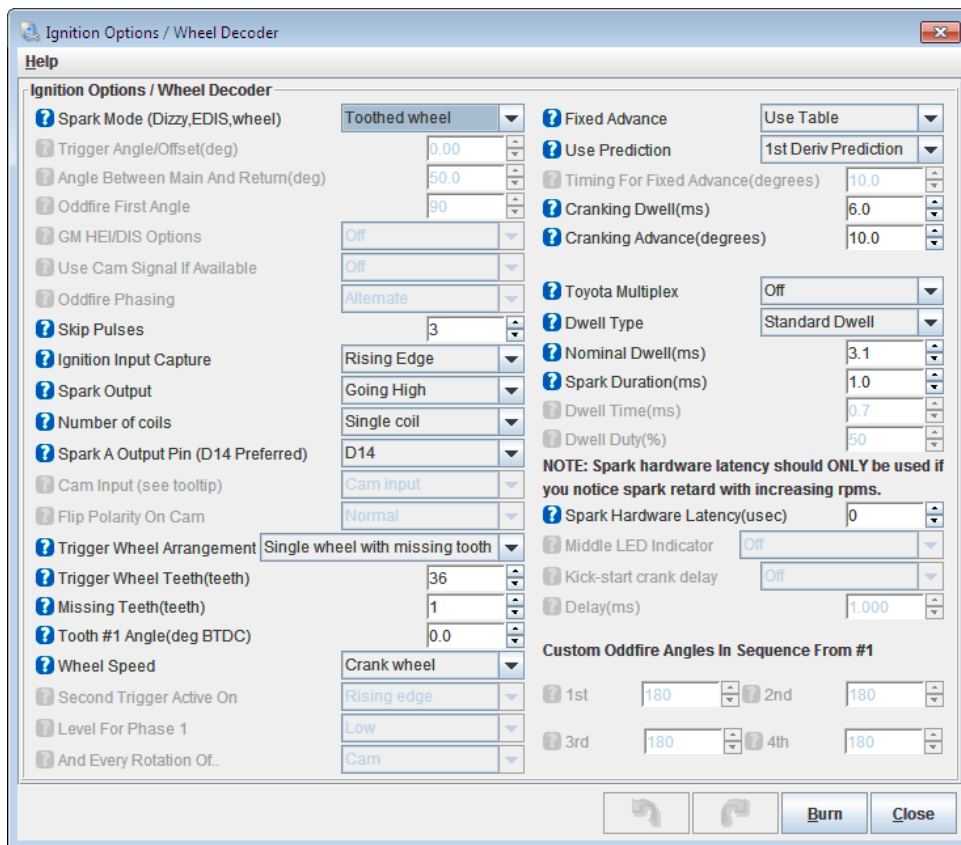 Ignition Options / Wheel Decoder
Help
Ignition Options / Wheel Decoder
Spark Mode (Dizzy,EDIS,wheel) Toothed wheel
Trigger Angle/Offset(deg) 0.00
Angle Between Main And Return(deg) 50.0
Oddfire First Angle 90
GM HEI/DIS Options Off
Use Cam Signal If Available Off
Oddfire Phasing Alternate
Skip Pulses 3
Ignition Input Capture Rising Edge
Spark Output Going High
Number of coils Single coil
Spark A Output Pin (D14 Preferred) D14
Cam Input (see tooltip) Cam input
Flip Polarity On Cam Normal
Trigger Wheel Arrangement Single wheel with missing tooth
Trigger Wheel Teeth(teeth) 36
Missing Teeth(teeth) 1
Tooth #1 Angle(deg BTDC) 0.0
Wheel Speed Crank wheel
Second Trigger Active On Rising edge
Level For Phase 1 Low
And Every Rotation Of.. Cam
Fixed Advance Use Table
Use Prediction 1st Deriv Prediction
Timing For Fixed Advance(degrees) 10.0
Cranking Dwell(ms) 6.0
Cranking Advance(degrees) 10.0
Toyota Multiplex Off
Dwell Type Standard Dwell
Nominal Dwell(ms) 3.1
Spark Duration(ms) 1.0
Dwell Time(ms) 0.7
Dwell Duty(%) 50
NOTE: Spark hardware latency should ONLY be used if
you notice spark retard with increasing rpms.
Spark Hardware Latency(usec) 0
Middle LED Indicator Off
Kick-start crank delay Off
Delay(ms) 1.000
Custom Oddfire Angles In Sequence From #1
1st 180 2nd 180
3rd 180 4th 180
Burn Close